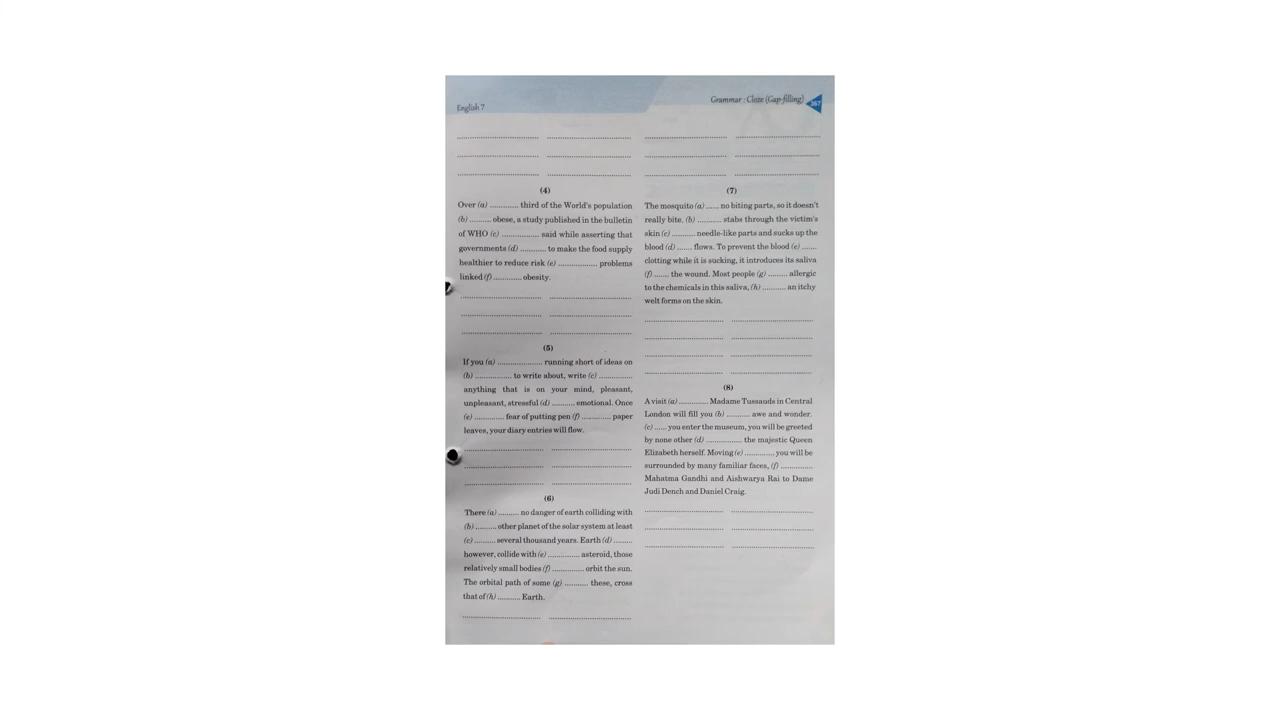 English 7
Grammar : Cloze (Gap-filling) 367
(4)
Over (a) ............ third of the World's population
(b) ......... obese, a study published in the bulletin
of WHO (c) ................ said while asserting that
governments (d) ........... to make the food supply
healthier to reduce risk (e) ................. problems
linked (f) ............ obesity.
(5)
If you (a) .................... running short of ideas on
(b) ................ to write about, write (c) ...............
anything that is on your mind, pleasant,
unpleasant, stressful (d) ......... emotional. Once
(e) ............. fear of putting pen (f) ............. paper
leaves, your diary entries will flow.
(6)
There (a) ......... no danger of earth colliding with
(b) ......... other planet of the solar system at least
(c) ......... several thousand years. Earth (d) ........
however, collide with (e) .............. asteroid, those
relatively small bodies (f) .............. orbit the sun.
The orbital path of some (g) .......... these, cross
that of (h) .......... Earth.
(7)
The mosquito (a) ...... no biting parts, so it doesn't
really bite. (b) .......... stabs through the victim's
skin (c) .......... needle-like parts and sucks up the
blood (d) ...... flows. To prevent the blood (e) ......
clotting while it is sucking, it introduces its saliva
(f) ....... the wound. Most people (g) ........ allergic
to the chemicals in this saliva, (h) .......... an itchy
welt forms on the skin.
(8)
A visit (a) ............. Madame Tussauds in Central
London will fill you (b) .......... awe and wonder.
(c) ...... you enter the museum, you will be greeted
by none other (d) ................ the majestic Queen
Elizabeth herself. Moving (e) ............. you will be
surrounded by many familiar faces, (f) ..............
Mahatma Gandhi and Aishwarya Rai to Dame
Judi Dench and Daniel Craig.